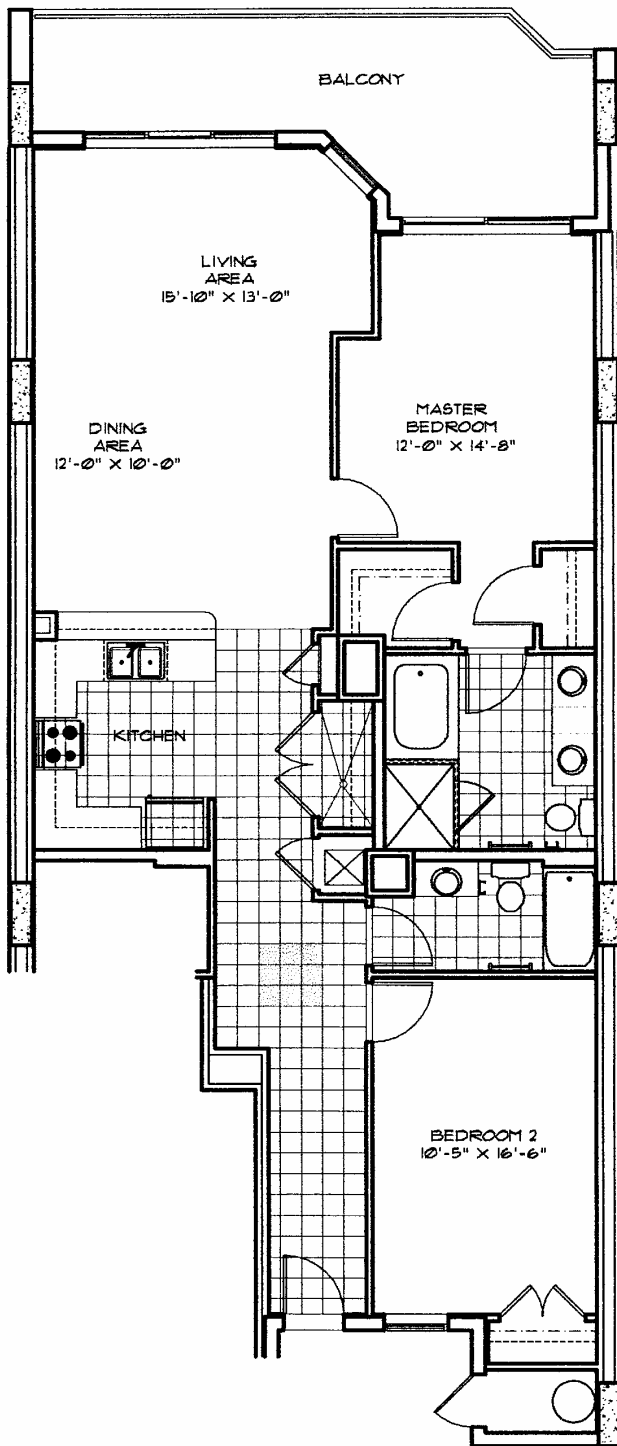 BALCONY
LIVING
AREA
15'-10" X 13'-0"
MASTER
BEDROOM
12'-0" X 14'-8"
DINING
AREA
12'-0" X 10'-0"
KITCHEN
BEDROOM 2
10'-5" X 16'-6"